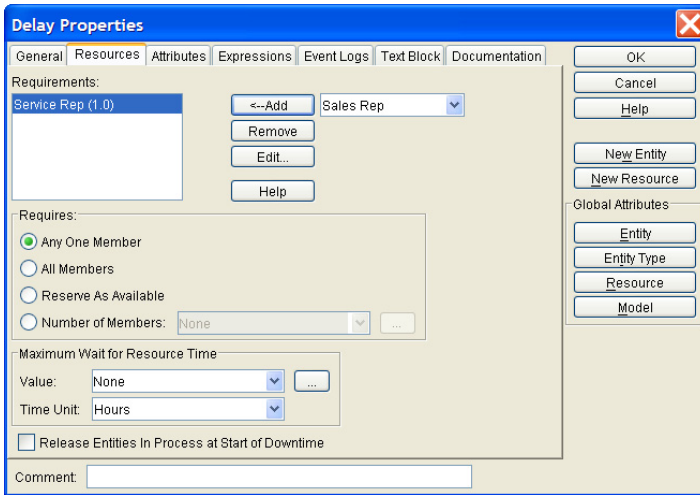 Delay Properties
General Resources Attributes Expressions Event Logs Text Block Documentation
Requirements:
Service Rep (1.0)
<--Add
Sales Rep
Remove
Edit...
Help
Requires:
Any One Member
All Members
Reserve As Available
Number of Members:
None
...
Maximum Wait for Resource Time
Value:
None
...
Time Unit:
Hours
Release Entities In Process at Start of Downtime
Comment:
OK
Cancel
Help
New Entity
New Resource
Global Attributes
Entity
Entity Type
Resource
Model